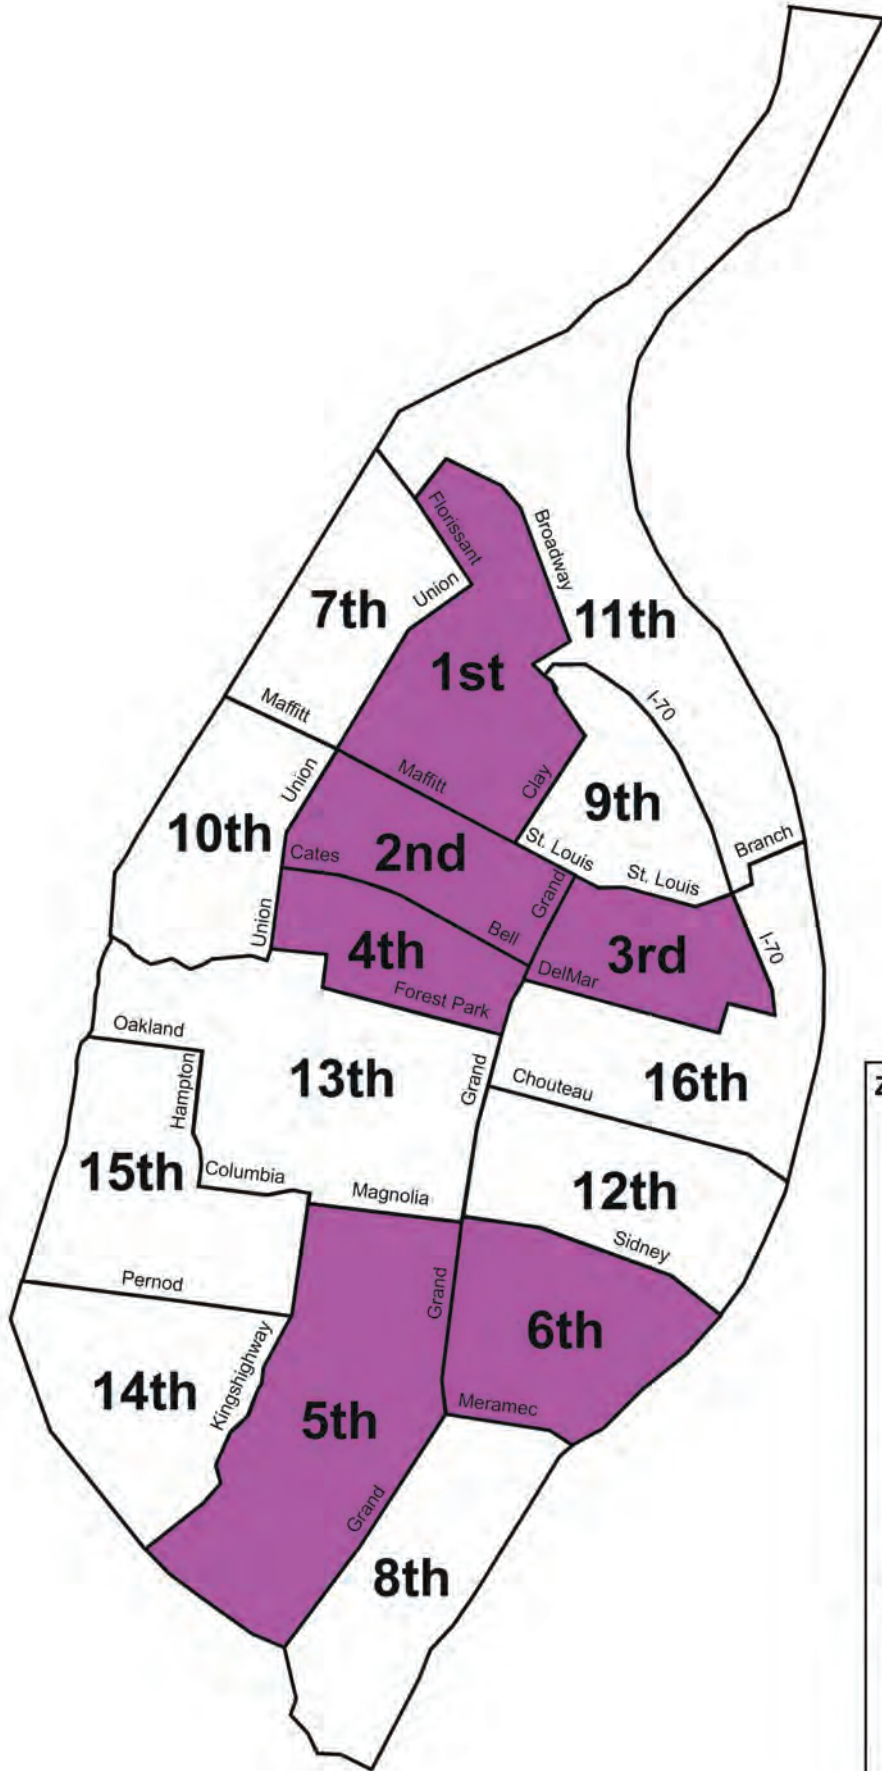 Florissant
Broadway
Union
7th
11th
1st
I-70
Maffitt
Union
Maffitt
Clay
9th
10th
Cates
2nd
St. Louis
Branch
St. Louis
Grand
Union
Bell
4th
3rd
I-70
DelMar
Forest Park
Oakland
Hampton
13th
Grand
Chouteau
16th
15th
Columbia
Magnolia
12th
Sidney
Pernod
Grand
6th
14th
Kingshighway
Meramec
5th
Grand
8th